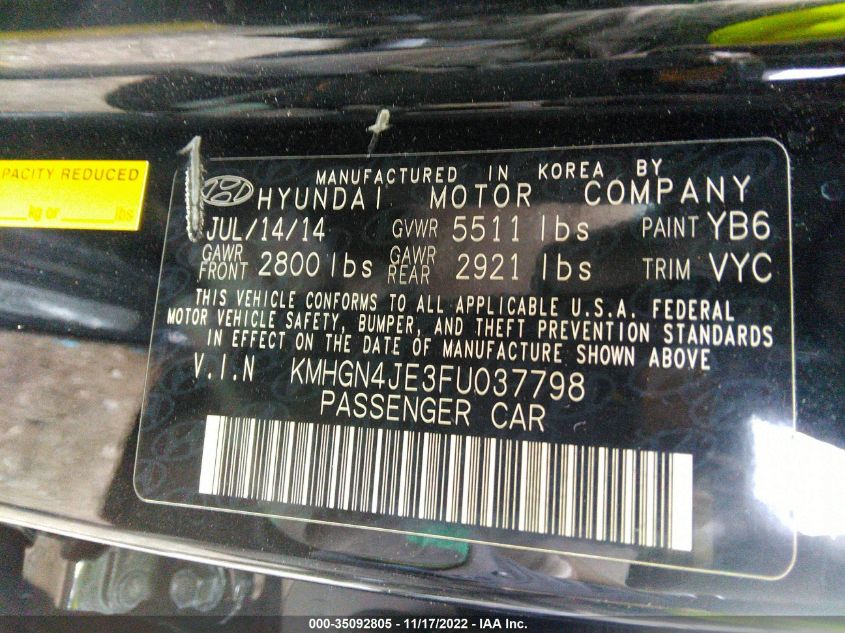 APACITY REDUCED
kg or lbs
MANUFACTURED IN KOREA BY
HYUNDAI MOTOR COMPANY
JUL/14/14 GVWR 5511 lbs PAINT YB6
GAWR FRONT 2800 lbs GAWR REAR 2921 lbs TRIM VYC
THIS VEHICLE CONFORMS TO ALL APPLICABLE U.S.A. FEDERAL
MOTOR VEHICLE SAFETY, BUMPER, AND THEFT PREVENTION STANDARDS
IN EFFECT ON THE DATE OF MANUFACTURE SHOWN ABOVE
V.I.N KMHGN4JE3FU037798
PASSENGER CAR
000-35092805 - 11/17/2022 - IAA Inc.